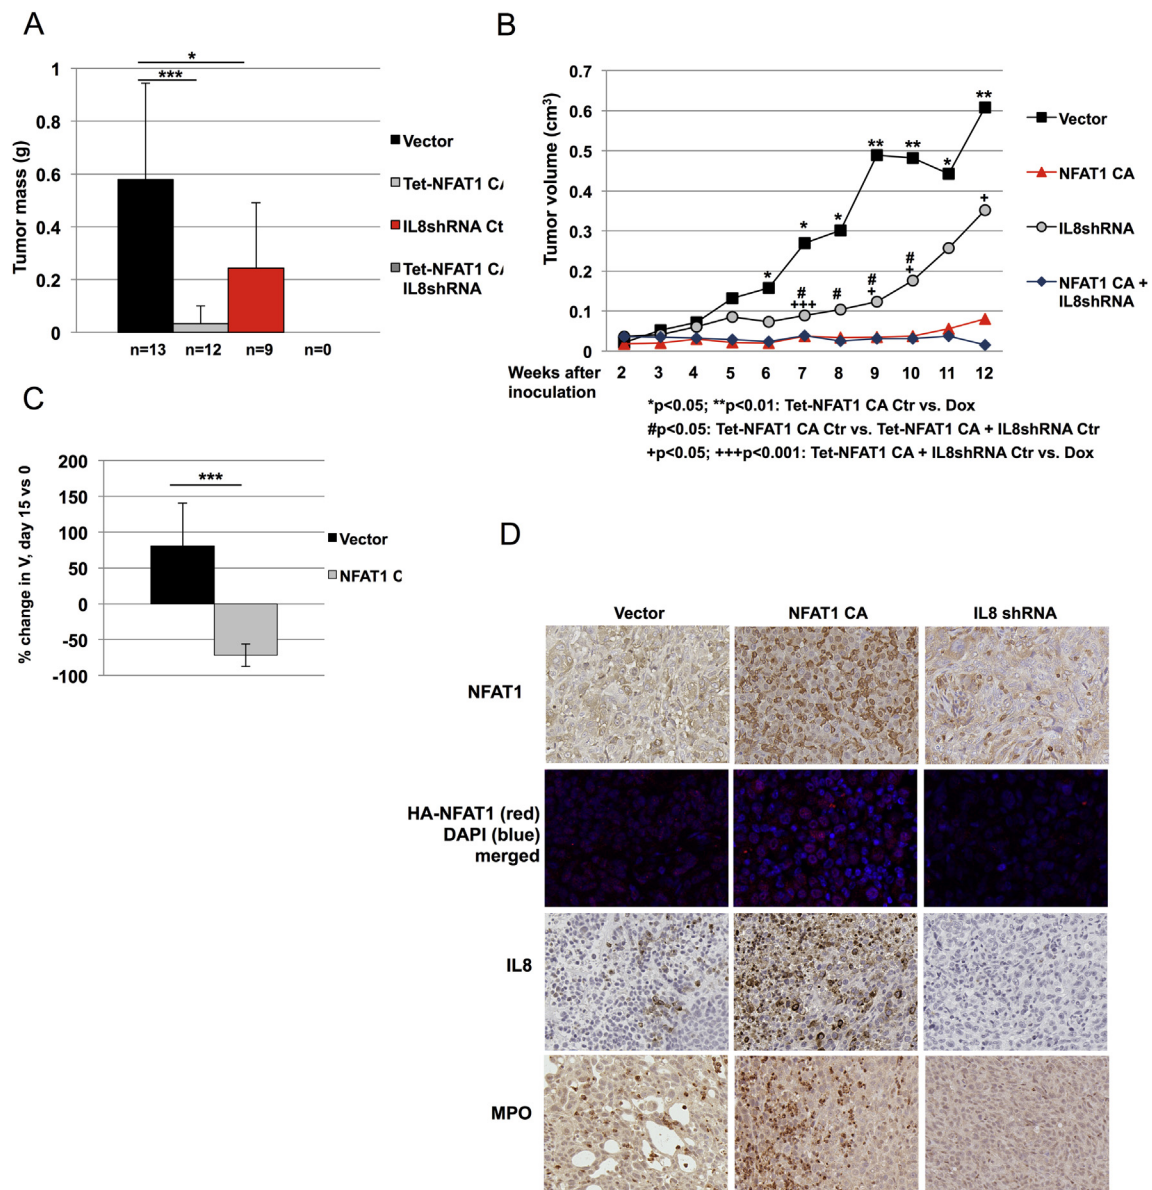 A
*
***
1
0.8
0.6
0.4
0.2
0
Tumor mass (g)
n=13
n=12
n=9
n=0
Vector
Tet-NFAT1 C
IL8shRNA Ct
Tet-NFAT1 C
IL8shRNA
B
0.7
0.6
0.5
0.4
0.3
0.2
0.1
0
Tumor volume (cm³)
*
*
*
**
**
*
**
#
+++
#
#
+
#
+
+
Weeks after
inoculation
2 3 4 5 6 7 8 9 10 11 12
Vector
NFAT1 CA
IL8shRNA
NFAT1 CA +
IL8shRNA
*p<0.05; **p<0.01: Tet-NFAT1 CA Ctr vs. Dox
#p<0.05: Tet-NFAT1 CA Ctr vs. Tet-NFAT1 CA + IL8shRNA Ctr
+p<0.05; +++p<0.001: Tet-NFAT1 CA + IL8shRNA Ctr vs. Dox
C
200
150
100
50
0
-50
-100
% change in V, day 15 vs 0
***
Vector
NFAT1 C
D
Vector
NFAT1 CA
IL8 shRNA
NFAT1
HA-NFAT1 (red)
DAPI (blue)
merged
IL8
MPO